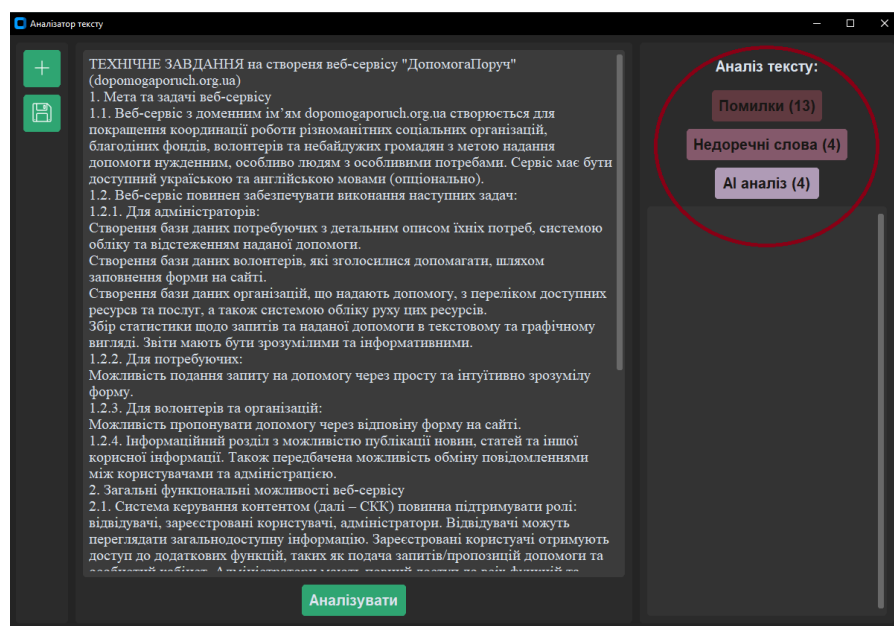 Аналізатор тексту
ТЕХНІЧНЕ ЗАВДАННЯ на створеня веб-сервісу "ДопомогаПоруч"
(dopomogaporuch.org.ua)
1. Мета та задачі веб-сервісу
1.1. Веб-сервіс з доменним ім’ям dopomogaporuch.org.ua створюється для
покращення координації роботи різноманітних соціальних організацій,
благодіних фондів, волонтерів та небайдужих громадян з метою надання
допомоги нужденним, особливо людям з особливими потребами. Сервіс має бути
доступний українською та англійською мовами (опціонально).
1.2. Веб-сервіс повинен забезпечувати виконання наступних задач:
1.2.1. Для адміністраторів:
Створення бази даних потребуючих з детальним описом їхніх потреб, системою
обліку та відстеженням наданої допомоги.
Створення бази даних волонтерів, які зголосилися допомагати, шляхом
заповнення форми на сайті.
Створення бази даних організацій, що надають допомогу, з переліком доступних
ресурсв та послуг, а також системою обліку руху цих ресурсів.
Збір статистики щодо запитів та наданої допомоги в текстовому та графічному
вигляді. Звіти мають бути зрозумілими та інформативними.
1.2.2. Для потребуючих:
Можливість подання запиту на допомогу через просту та інтуїтивно зрозумілу
форму.
1.2.3. Для волонтерів та організацій:
Можливість пропонувати допомогу через відповіну форму на сайті.
1.2.4. Інформаційний розділ з можливістю публікації новин, статей та іншої
корисної інформації. Також передбачена можливість обміну повідомленнями
між користувачами та адміністрацією.
2. Загальні функцональні можливості веб-сервісу
2.1. Система керування контентом (далі – СКК) повинна підтримувати ролі:
відвідувачі, зареєстровані користувачі, адміністратори. Відвідувачі можуть
переглядати загальнодоступну інформацію. Зареєстровані користуачі отримують
доступ до додаткових функцій, таких як подача запитів/пропозицій допомоги та
Аналізувати
Аналіз тексту:
Помилки (13)
Недоречні слова (4)
AI аналіз (4)